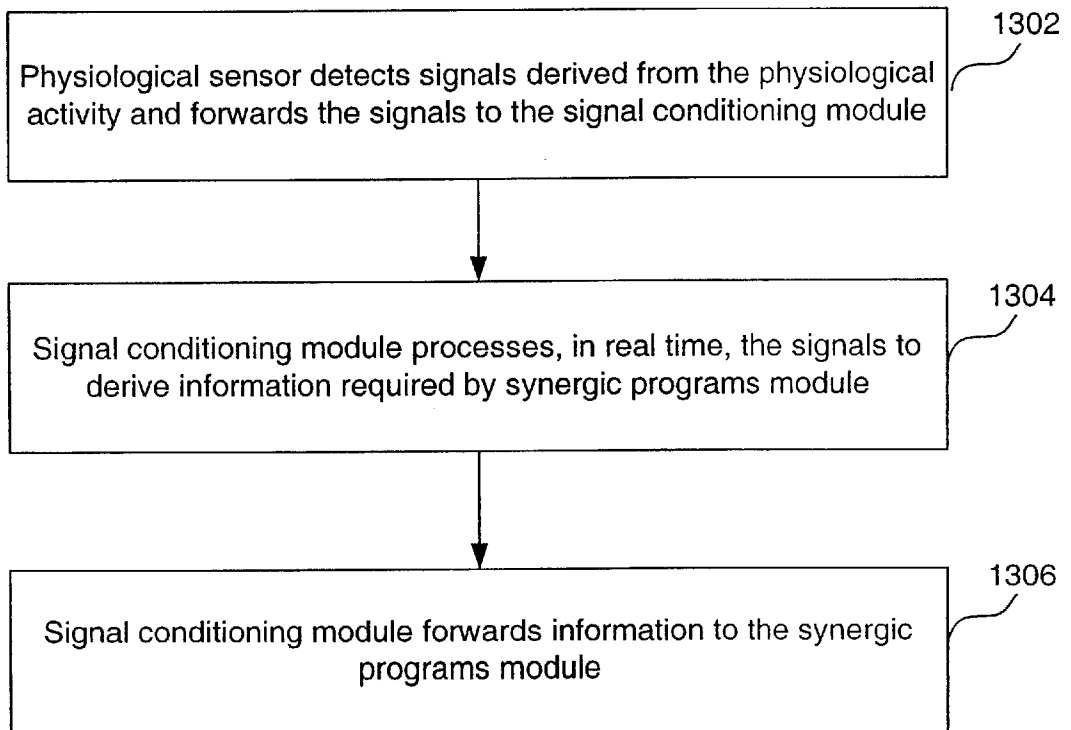 1302
Physiological sensor detects signals derived from the physiological
activity and forwards the signals to the signal conditioning module
1304
Signal conditioning module processes, in real time, the signals to
derive information required by synergic programs module
1306
Signal conditioning module forwards information to the synergic
programs module